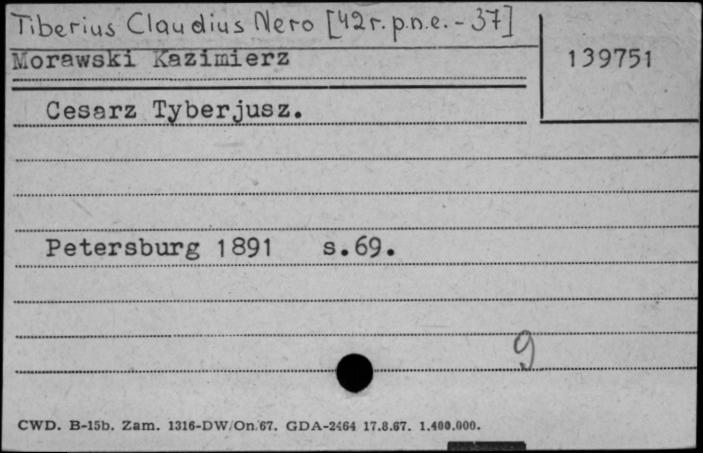 Tiberius Claudius Nero [42 r. p.n.e. - 37]
Morawski Kazimierz
139751
Cesarz Tyberjusz.
Petersburg 1891 s.69.
9
CWD. B-15b. Zam. 1316-DW/On/67. GDA-2464 17.8.67. 1.400.000.